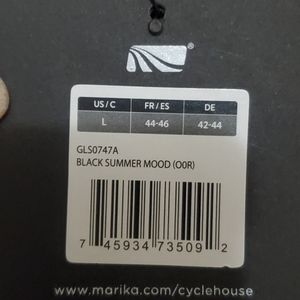 ®
US / C FR / ES DE
L 44-46 42-44
GLS0747A
BLACK SUMMER MOOD (O0R)
7 45934 73509 2
www.marika.com/cyclehouse